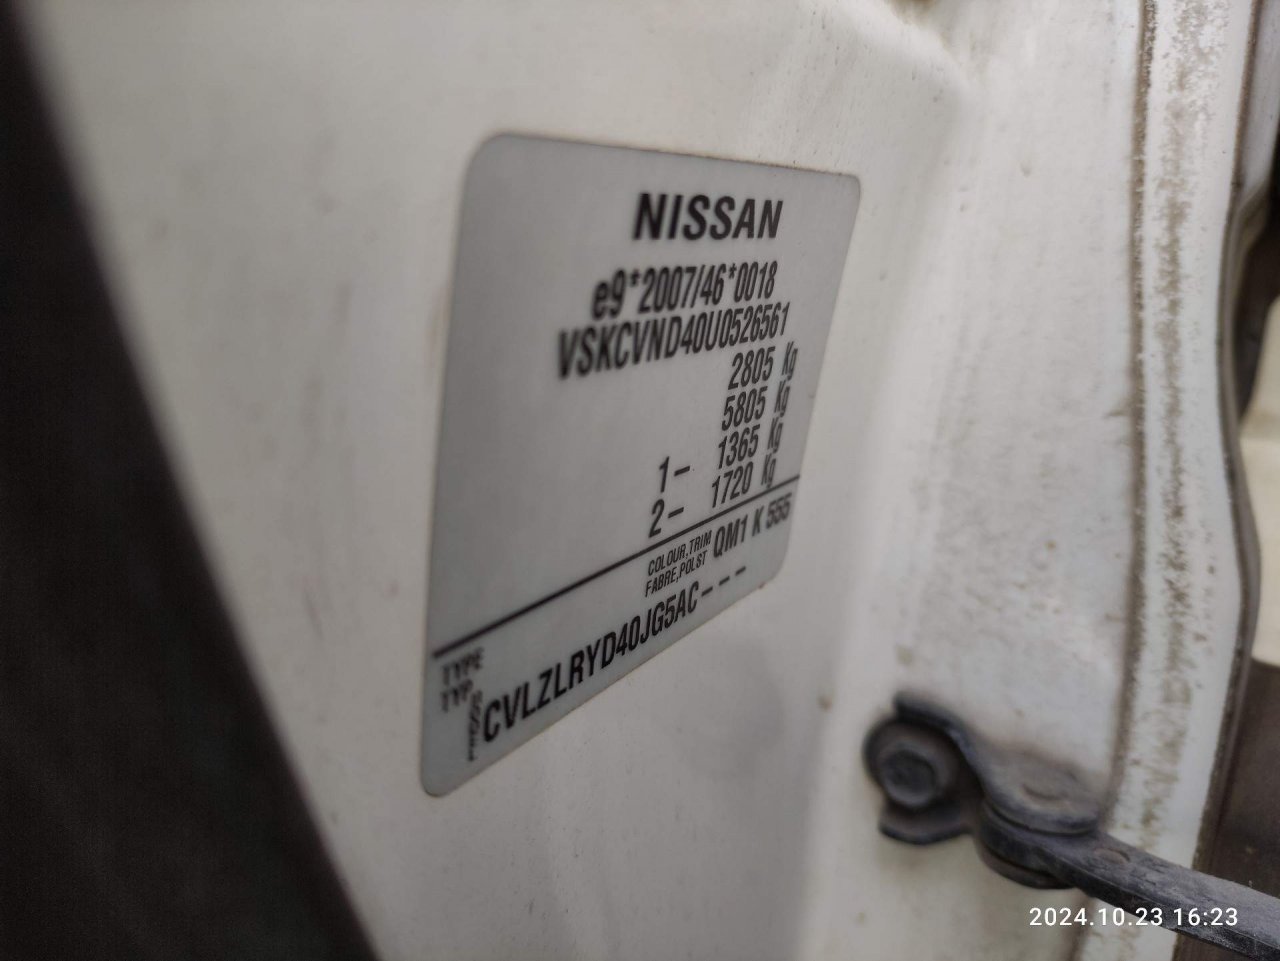 NISSAN
e9*2007/46*0018
VSKCVND40U0526561
2805 Kg
5805 Kg
1- 1365 Kg
2- 1720 Kg
COLOUR,TRIM
FABRE,POLST
QM1 K 555
TYPE
TYP
CVLZLRYD40JG5AC---
2024.10.23 16:23